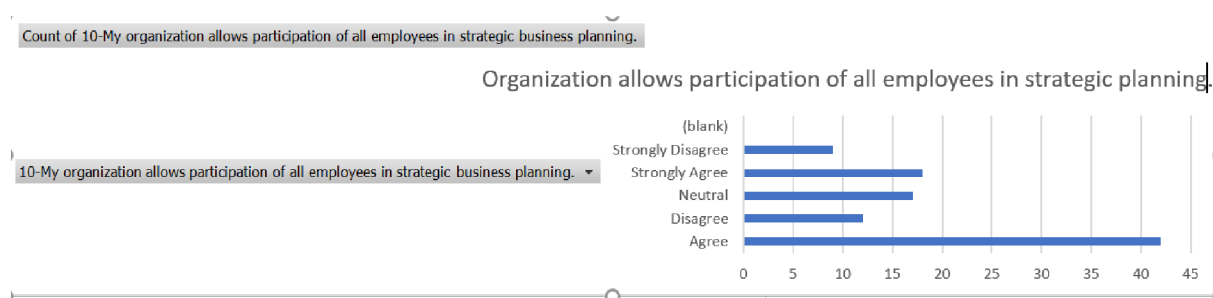 Count of 10-My organization allows participation of all employees in strategic business planning.
Organization allows participation of all employees in strategic planning.
(blank)
Strongly Disagree
10-My organization allows participation of all employees in strategic business planning.
Strongly Agree
Neutral
Disagree
Agree
0 5 10 15 20 25 30 35 40 45